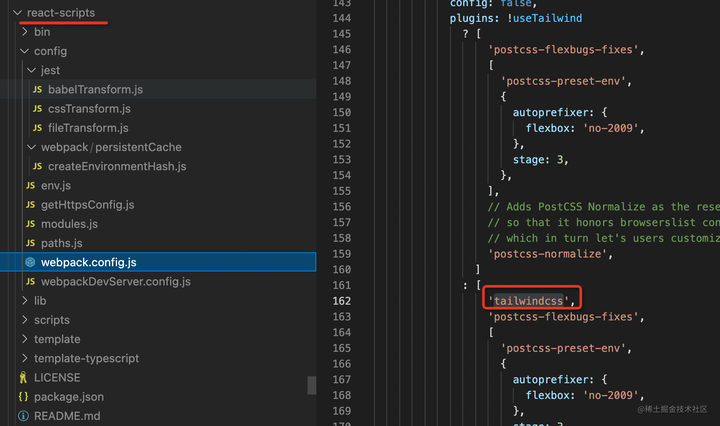 react-scripts
bin
config
jest
JS babelTransform.js
JS cssTransform.js
JS fileTransform.js
webpack / persistentCache
JS createEnvironmentHash.js
JS env.js
JS getHttpsConfig.js
JS modules.js
JS paths.js
webpack.config.js
JS webpackDevServer.config.js
lib
scripts
template
template-typescript
LICENSE
{ } package.json
README.md
143 config: false,
144 plugins: !useTailwind
145 ? [
146 'postcss-flexbugs-fixes',
147 [
148 'postcss-preset-env',
149 {
150 autoprefixer: {
151 flexbox: 'no-2009',
152 },
153 stage: 3,
154 },
155 ],
156 // Adds PostCSS Normalize as the rese
157 // so that it honors browserslist con
158 // which in turn let's users customiz
159 'postcss-normalize',
160 ]
161 : [
162 'tailwindcss',
163 'postcss-flexbugs-fixes',
164 [
165 'postcss-preset-env',
166 {
167 autoprefixer: {
168 flexbox: 'no-2009',
169 },
170 stage: 3,
@稀土掘金技术社区